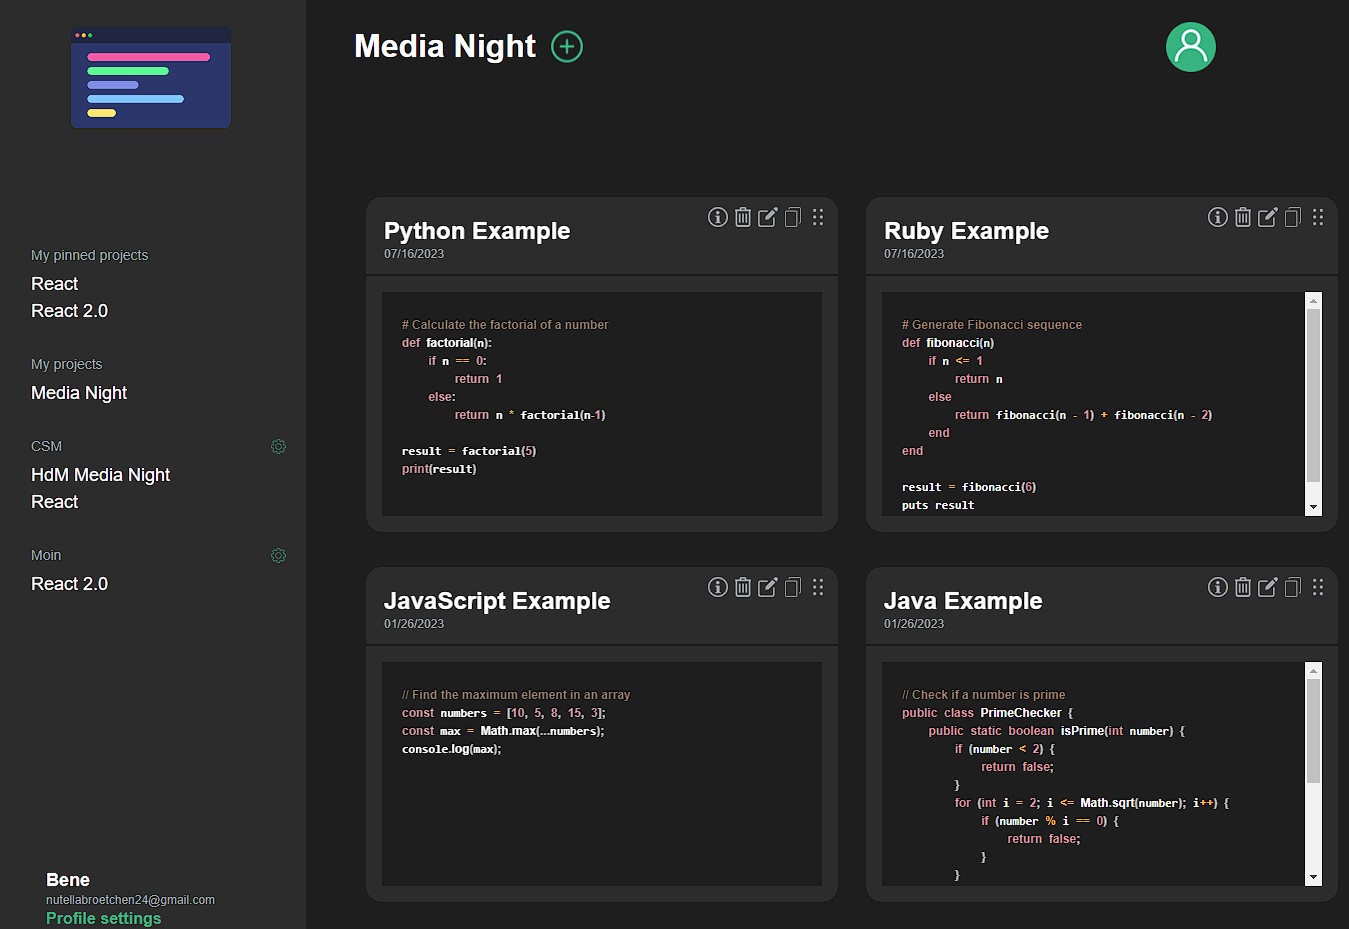 Media Night
My pinned projects
React
React 2.0
My projects
Media Night
CSM
HdM Media Night
React
Moin
React 2.0
Bene
nutellabroetchen24@gmail.com
Profile settings
Python Example
07/16/2023
# Calculate the factorial of a number
def factorial(n):
    if n == 0:
        return 1
    else:
        return n * factorial(n-1)
result = factorial(5)
print(result)
Ruby Example
07/16/2023
# Generate Fibonacci sequence
def fibonacci(n)
    if n <= 1
        return n
    else
        return fibonacci(n - 1) + fibonacci(n - 2)
    end
end
result = fibonacci(6)
puts result
JavaScript Example
01/26/2023
// Find the maximum element in an array
const numbers = [10, 5, 8, 15, 3];
const max = Math.max(...numbers);
console.log(max);
Java Example
01/26/2023
// Check if a number is prime
public class PrimeChecker {
    public static boolean isPrime(int number) {
        if (number < 2) {
            return false;
        }
        for (int i = 2; i <= Math.sqrt(number); i++) {
            if (number % i == 0) {
                return false;
            }
        }